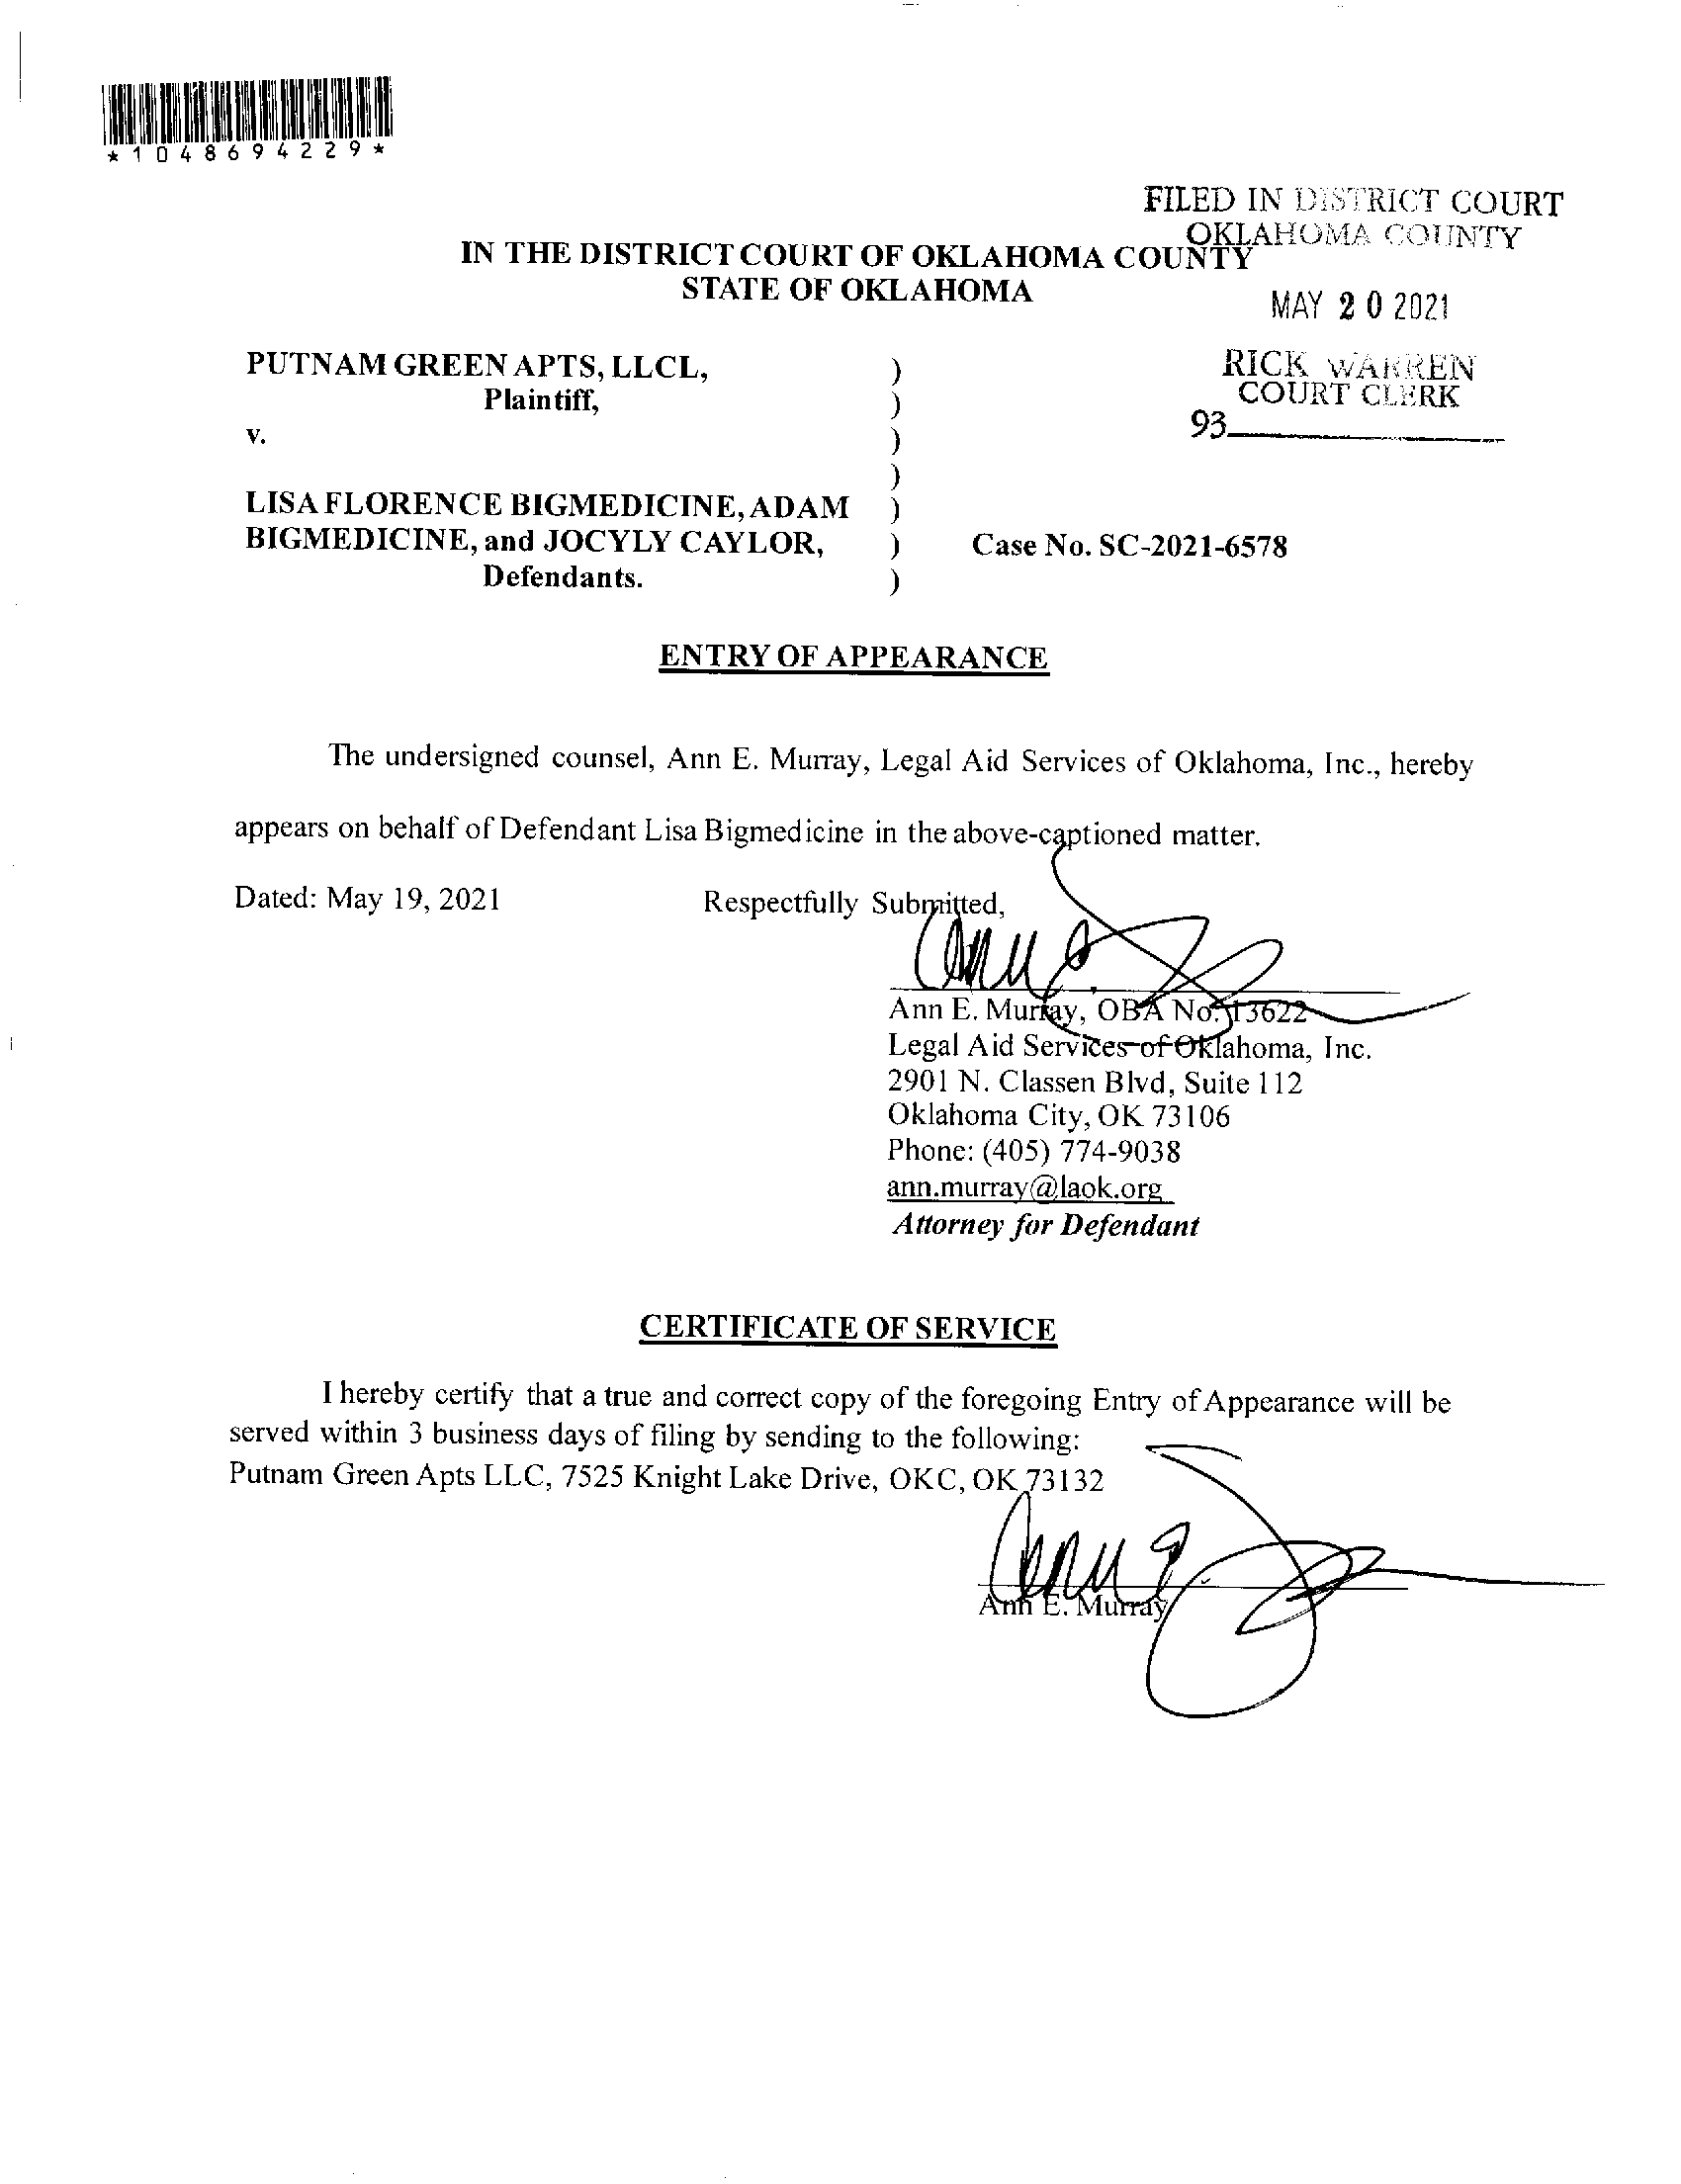 *1048694229*
FILED IN DISTRICT COURT
OKLAHOMA COUNTY
IN THE DISTRICT COURT OF OKLAHOMA COUNTY
STATE OF OKLAHOMA
MAY 20 2021
RICK WARREN
COURT CLERK
93
PUTNAM GREEN APTS, LLCL, )
Plaintiff, )
v. )
)
LISA FLORENCE BIGMEDICINE, ADAM )
BIGMEDICINE, and JOCYLY CAYLOR, ) Case No. SC-2021-6578
Defendants. )
ENTRY OF APPEARANCE
The undersigned counsel, Ann E. Murray, Legal Aid Services of Oklahoma, Inc., hereby
appears on behalf of Defendant Lisa Bigmedicine in the above-captioned matter.
Dated: May 19, 2021 Respectfully Submitted,
Ann E. Murray, OBA No. 13622
Legal Aid Services of Oklahoma, Inc.
2901 N. Classen Blvd, Suite 112
Oklahoma City, OK 73106
Phone: (405) 774-9038
ann.murray@laok.org
Attorney for Defendant
CERTIFICATE OF SERVICE
I hereby certify that a true and correct copy of the foregoing Entry of Appearance will be
served within 3 business days of filing by sending to the following:
Putnam Green Apts LLC, 7525 Knight Lake Drive, OKC, OK 73132
Ann E. Murray